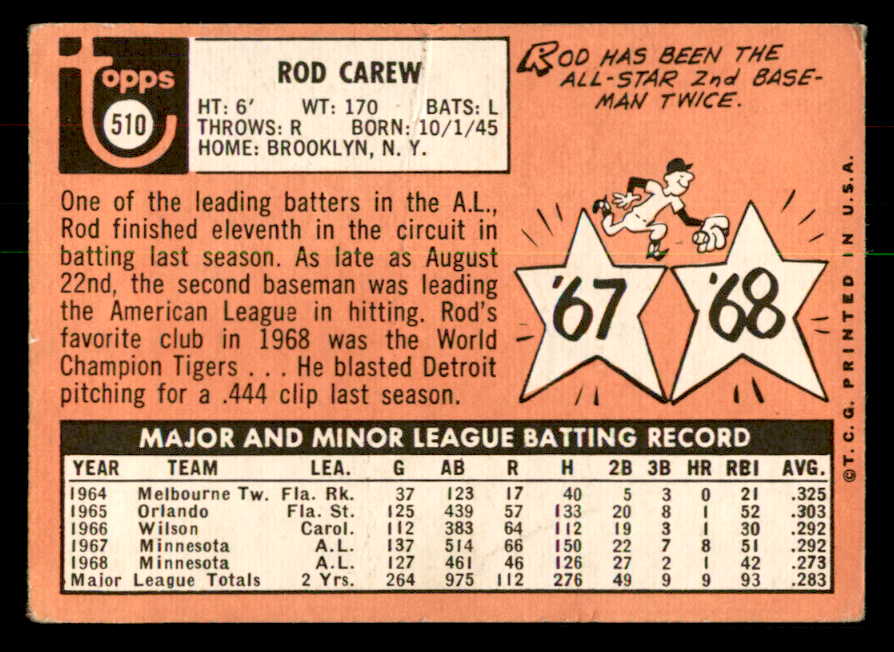 Topps
510
ROD CAREW
HT: 6' WT: 170 BATS: L
THROWS: R BORN: 10/1/45
HOME: BROOKLYN, N. Y.
ROD HAS BEEN THE
ALL-STAR 2nd BASE-
MAN TWICE.
One of the leading batters in the A.L.,
Rod finished eleventh in the circuit in
batting last season. As late as August
22nd, the second baseman was leading
the American League in hitting. Rod's
favorite club in 1968 was the World
Champion Tigers . . . He blasted Detroit
pitching for a .444 clip last season.
'67
'68
MAJOR AND MINOR LEAGUE BATTING RECORD
YEAR TEAM LEA. G AB R H 2B 3B HR RBI AVG.
1964 Melbourne Tw. Fla. Rk. 37 123 17 40 5 3 0 21 .325
1965 Orlando Fla. St. 125 439 57 133 20 8 1 52 .303
1966 Wilson Carol. 112 383 64 112 19 3 1 30 .292
1967 Minnesota A.L. 137 514 66 150 22 7 8 51 .292
1968 Minnesota A.L. 127 461 46 126 27 2 1 42 .273
Major League Totals 2 Yrs. 264 975 112 276 49 9 9 93 .283
©T.C.G. PRINTED IN U.S.A.